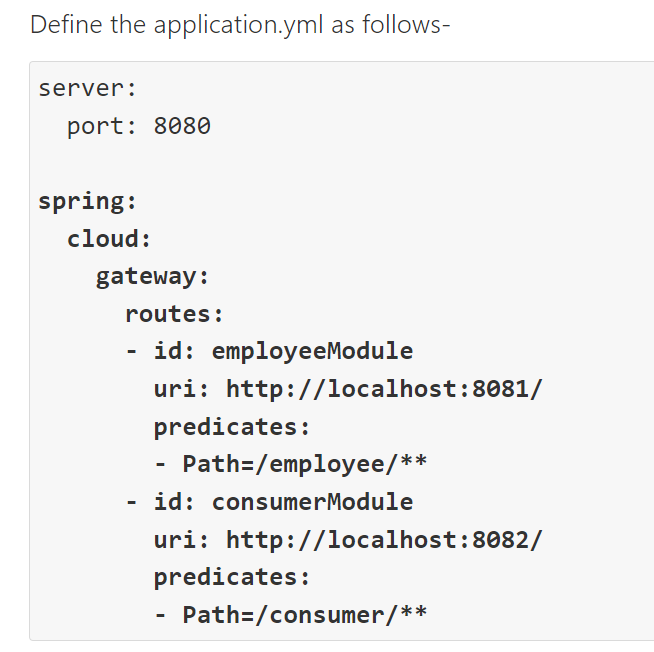 Define the application.yml as follows-
server:
  port: 8080

spring:
  cloud:
    gateway:
      routes:
      - id: employeeModule
        uri: http://localhost:8081/
        predicates:
        - Path=/employee/**
      - id: consumerModule
        uri: http://localhost:8082/
        predicates:
        - Path=/consumer/**